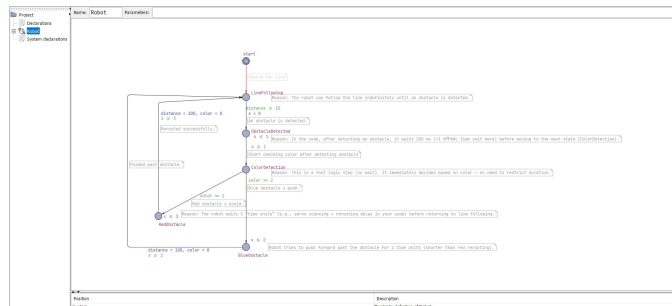 Project
Declarations
Robot
System declarations
Name: Robot Parameters:
start
Search for line
LineFollowing
Reason: The robot can follow the line indefinitely until an obstacle is detected.
distance ≤ 10
x = 0
An obstacle is detected.
ObstacleDetected
x ≤ 1
Reason: In the code, after detecting an obstacle, it waits 200 ms (~1 UPPAAL time unit here) before moving to the next state (ColorDetection).
x ≥ 1
Start checking color after detecting obstacle
ColorDetection
Reason: This is a fast logic step (no wait). It immediately decides based on color - no need to restrict duration.
color == 2
Blue obstacle → push.
distance = 100, color = 0
x ≥ 3
Rerouted successfully.
Pushed past obstacle.
color == 1
Red obstacle → avoid.
x ≤ 3
Reason: The robot waits 3 "time units" (e.g., servo scanning + rerouting delay in your code) before returning to line following.
RedObstacle
x ≤ 2
Robot tries to push forward past the obstacle for 2 time units (shorter than red rerouting).
BlueObstacle
distance = 100, color = 0
Position Description